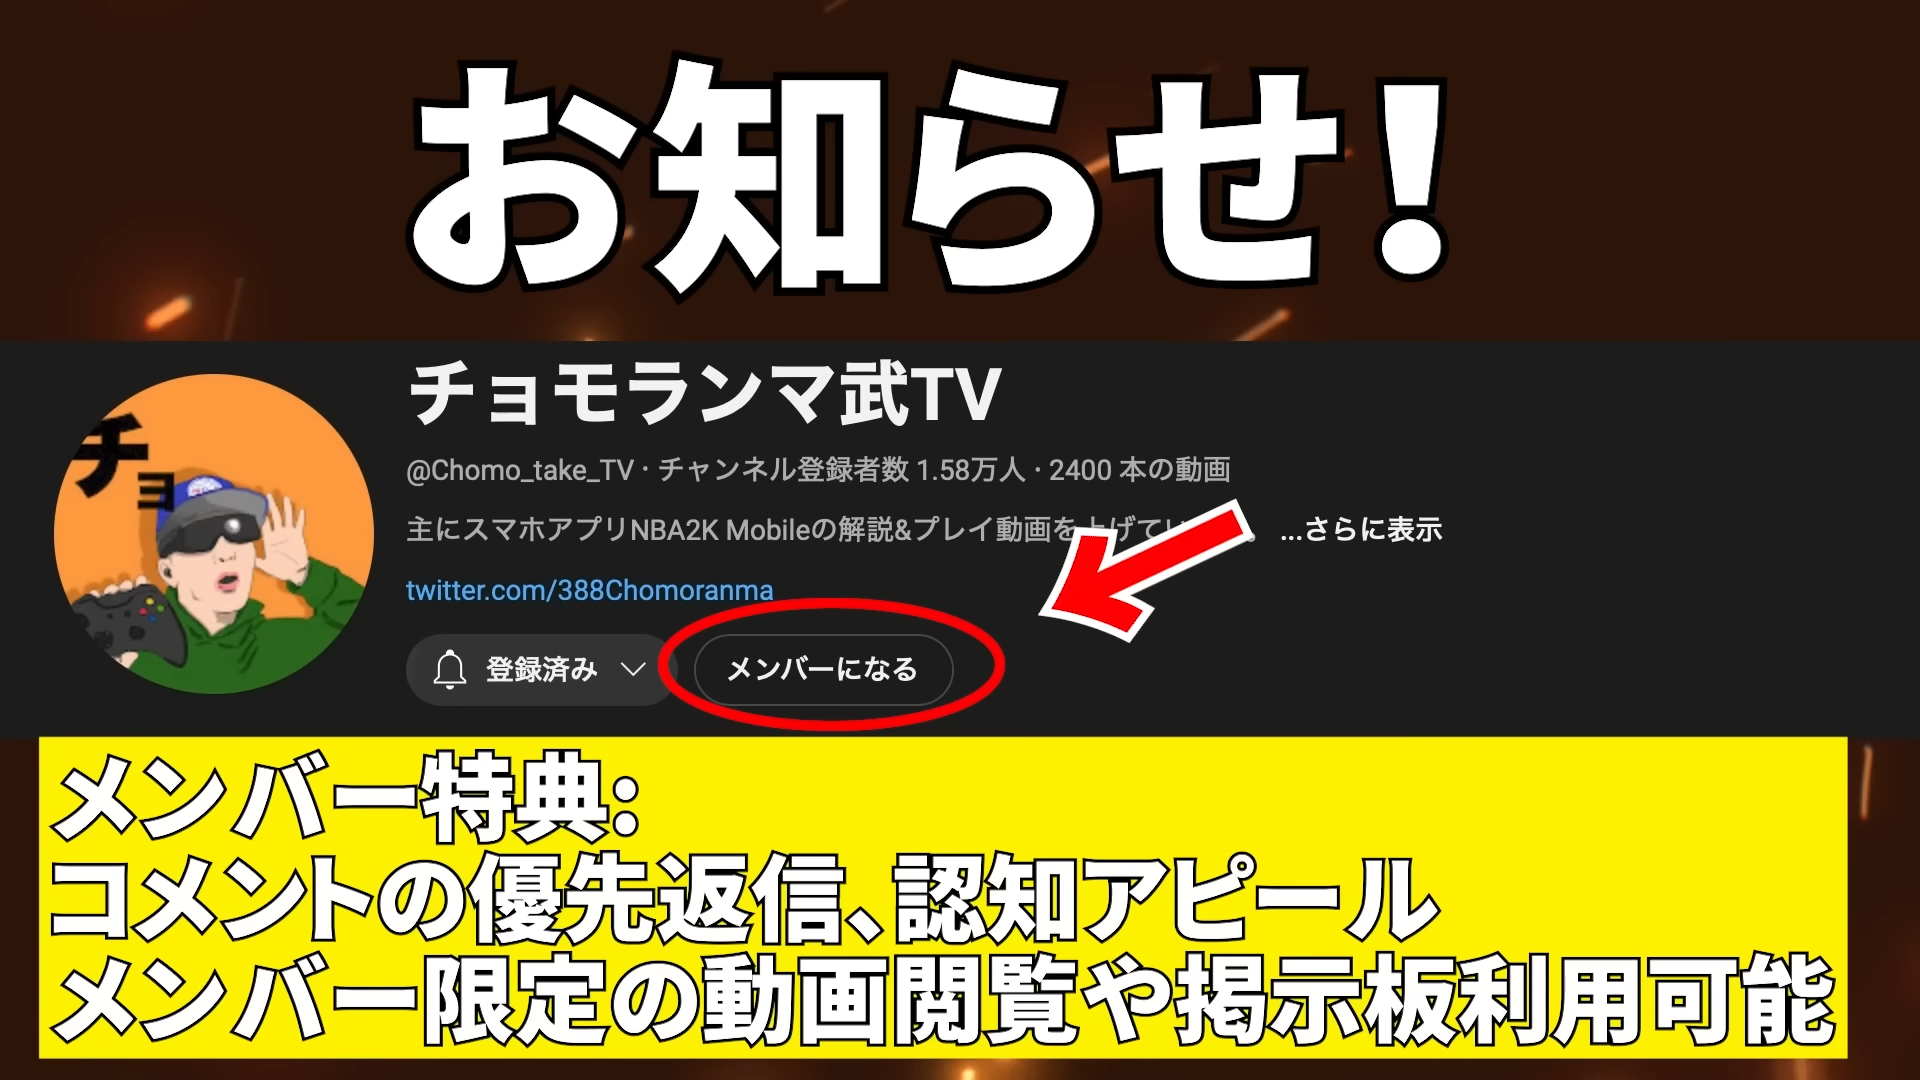 お知らせ！
チョモランマ武TV
チョ
@Chomo_take_TV · チャンネル登録者数 1.58万人 · 2400 本の動画
主にスマホアプリNBA2K Mobileの解説&プレイ動画を上げてい ...さらに表示
twitter.com/388Chomoranma
登録済み
メンバーになる
メンバー特典:
コメントの優先返信、認知アピール
メンバー限定の動画閲覧や掲示板利用可能